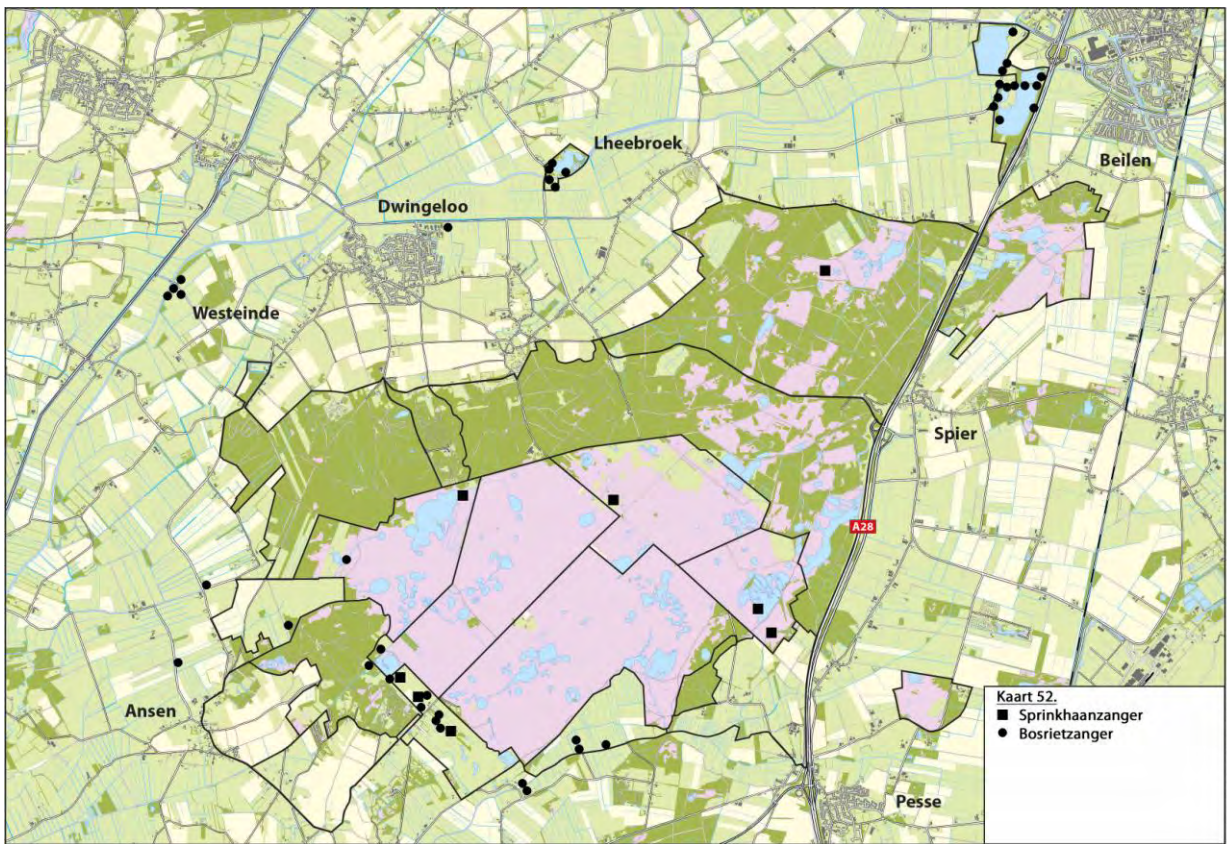 Lheebroek
Beilen
Dwingeloo
Westeinde
Spier
A28
Ansen
Pesse
Kaart 52.
Sprinkhaanzanger
Bosrietzanger